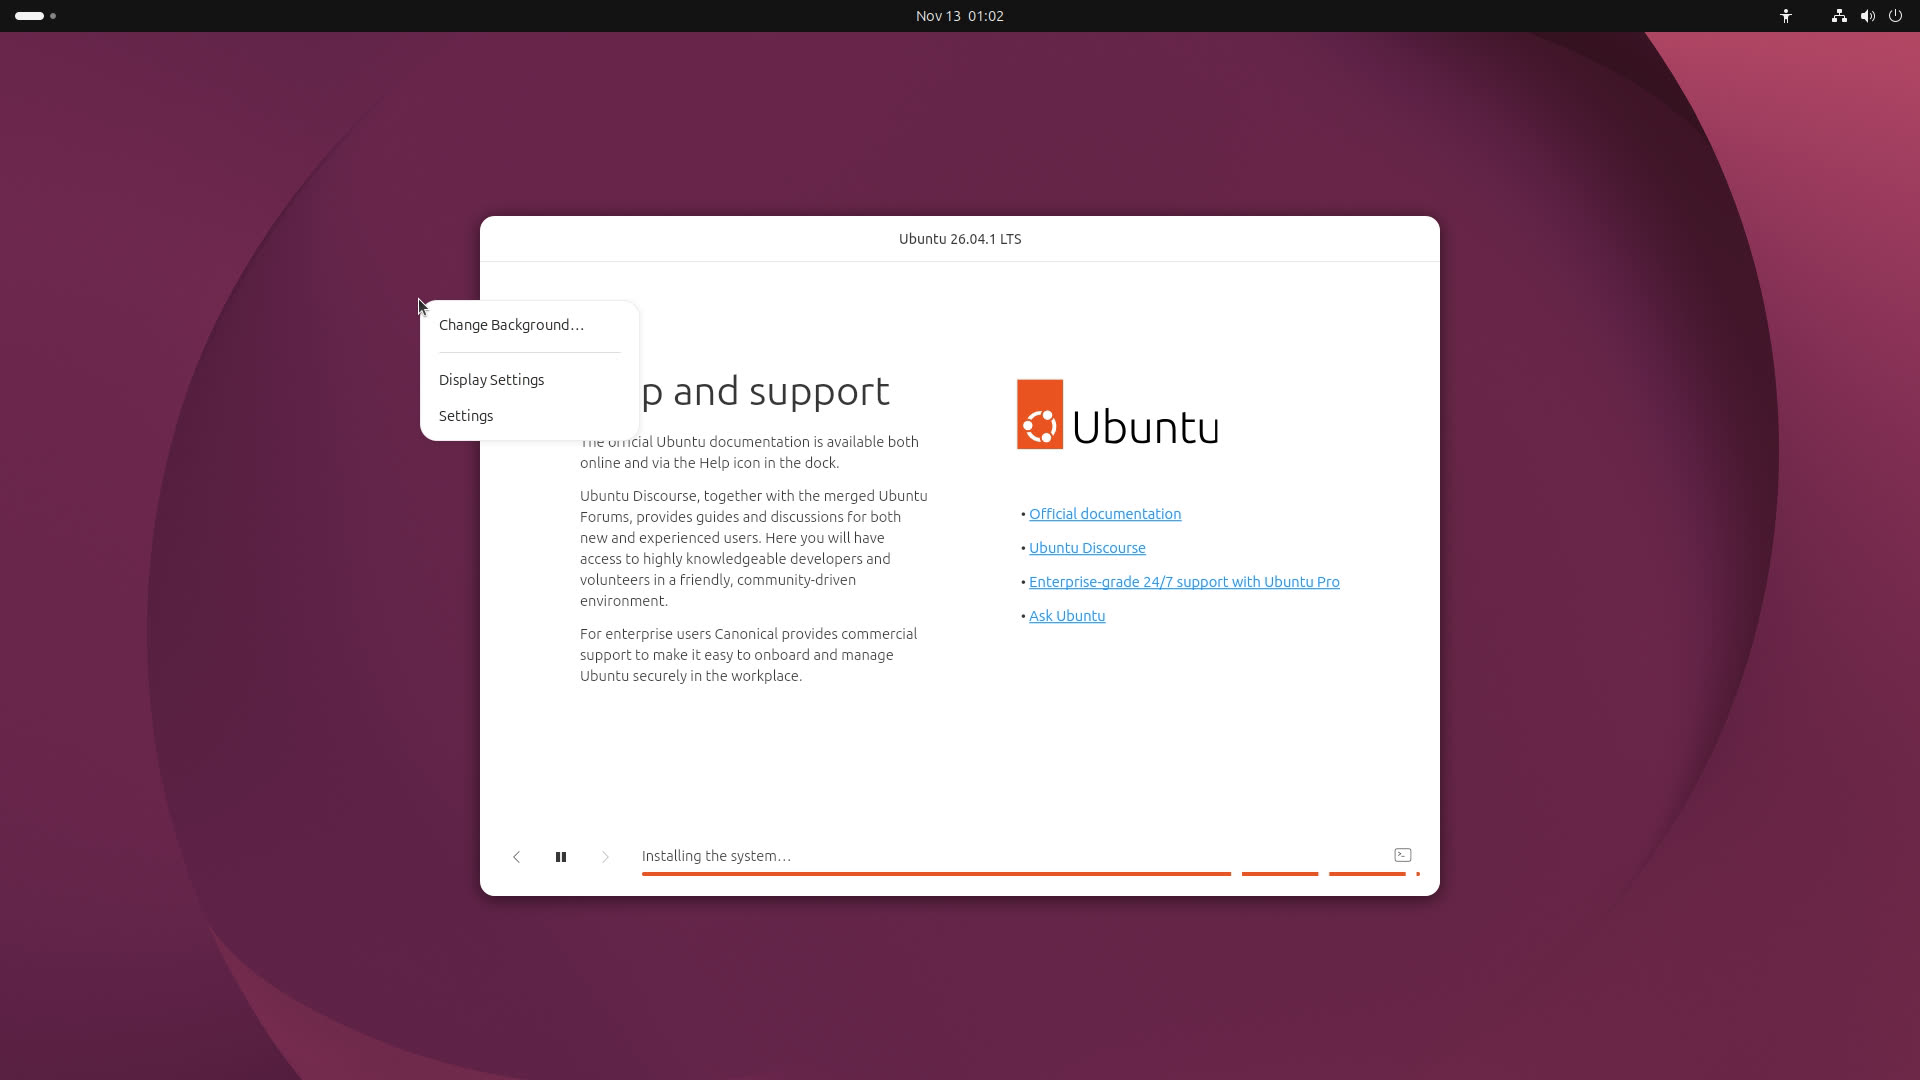 Nov 13 01:02
Ubuntu 26.04.1 LTS
Change Background…
Display Settings
Settings
p and support
The official Ubuntu documentation is available both
online and via the Help icon in the dock.
Ubuntu Discourse, together with the merged Ubuntu
Forums, provides guides and discussions for both
new and experienced users. Here you will have
access to highly knowledgeable developers and
volunteers in a friendly, community-driven
environment.
For enterprise users Canonical provides commercial
support to make it easy to onboard and manage
Ubuntu securely in the workplace.
Ubuntu
• Official documentation
• Ubuntu Discourse
• Enterprise-grade 24/7 support with Ubuntu Pro
• Ask Ubuntu
Installing the system…